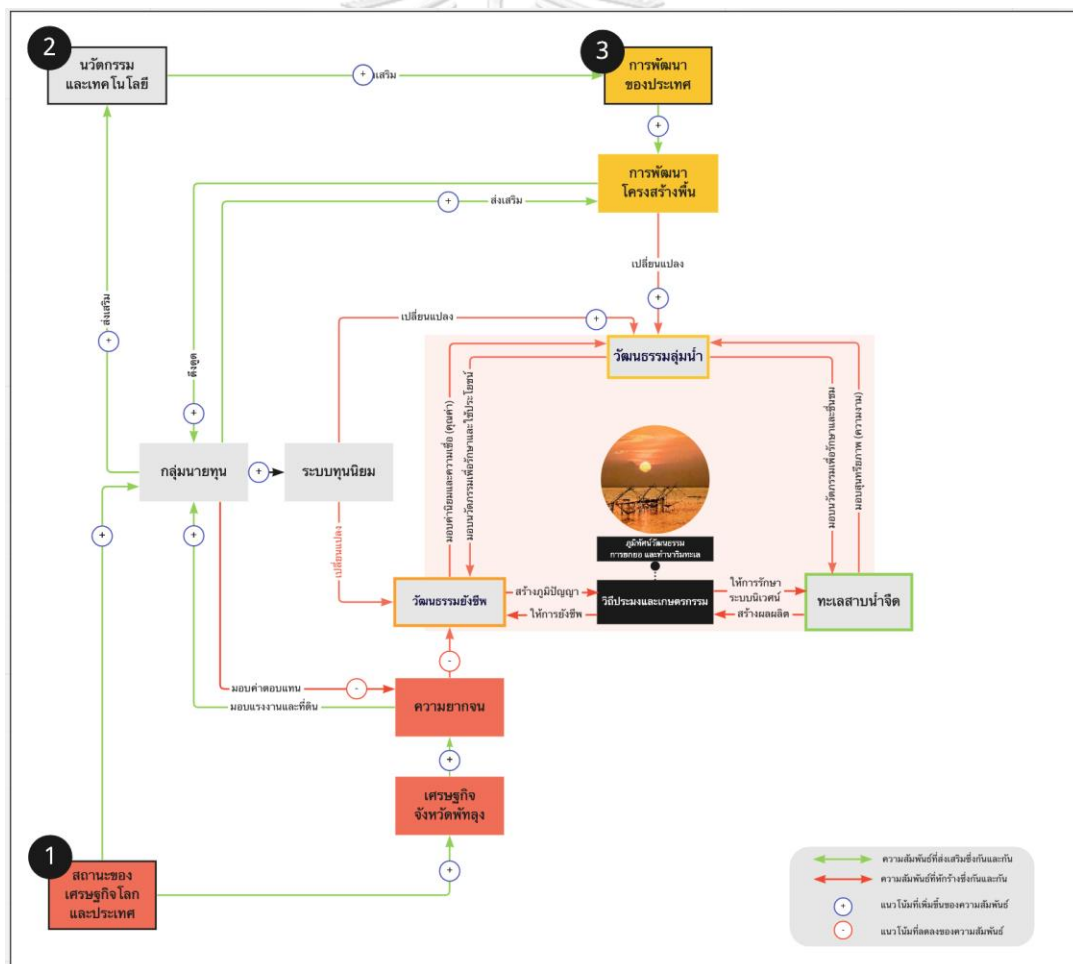 2
นวัตกรรม
และเทคโนโลยี
+
เสริม
3
การพัฒนา
ของประเทศ
+
การพัฒนา
โครงสร้างพื้น
+
ส่งเสริม
ส่งเสริม
+
ดึงดูด
+
เปลี่ยนแปลง
+
เปลี่ยนแปลง
+
วัฒนธรรมลุ่มน้ำ
มอบค่านิยมและความเชื่อ (คุณค่า)
มอบนวัตกรรมเพื่อรักษาและใช้ประโยชน์
มอบนวัตกรรมเพื่อรักษาและชื่นชม
มอบสุนทรียภาพ (ความงาม)
กลุ่มนายทุน
+
ระบบทุนนิยม
เปลี่ยนแปลง
ภูมิทัศน์วัฒนธรรม
การยกยอ และทำนาริมทะเล
วัฒนธรรมยังชีพ
สร้างภูมิปัญญา
ให้การยังชีพ
วิถีประมงและเกษตรกรรม
ให้การรักษา
ระบบนิเวศน์
สร้างผลผลิต
ทะเลสาบน้ำจืด
+
+
-
มอบค่าตอบแทน
-
มอบแรงงานและที่ดิน
ความยากจน
+
เศรษฐกิจ
จังหวัดพัทลุง
+
1
สถานะของ
เศรษฐกิจโลก
และประเทศ
ความสัมพันธ์ที่ส่งเสริมซึ่งกันและกัน
ความสัมพันธ์ที่หักร้างซึ่งกันและกัน
+
แนวโน้มที่เพิ่มขึ้นของความสัมพันธ์
-
แนวโน้มที่ลดลงของความสัมพันธ์